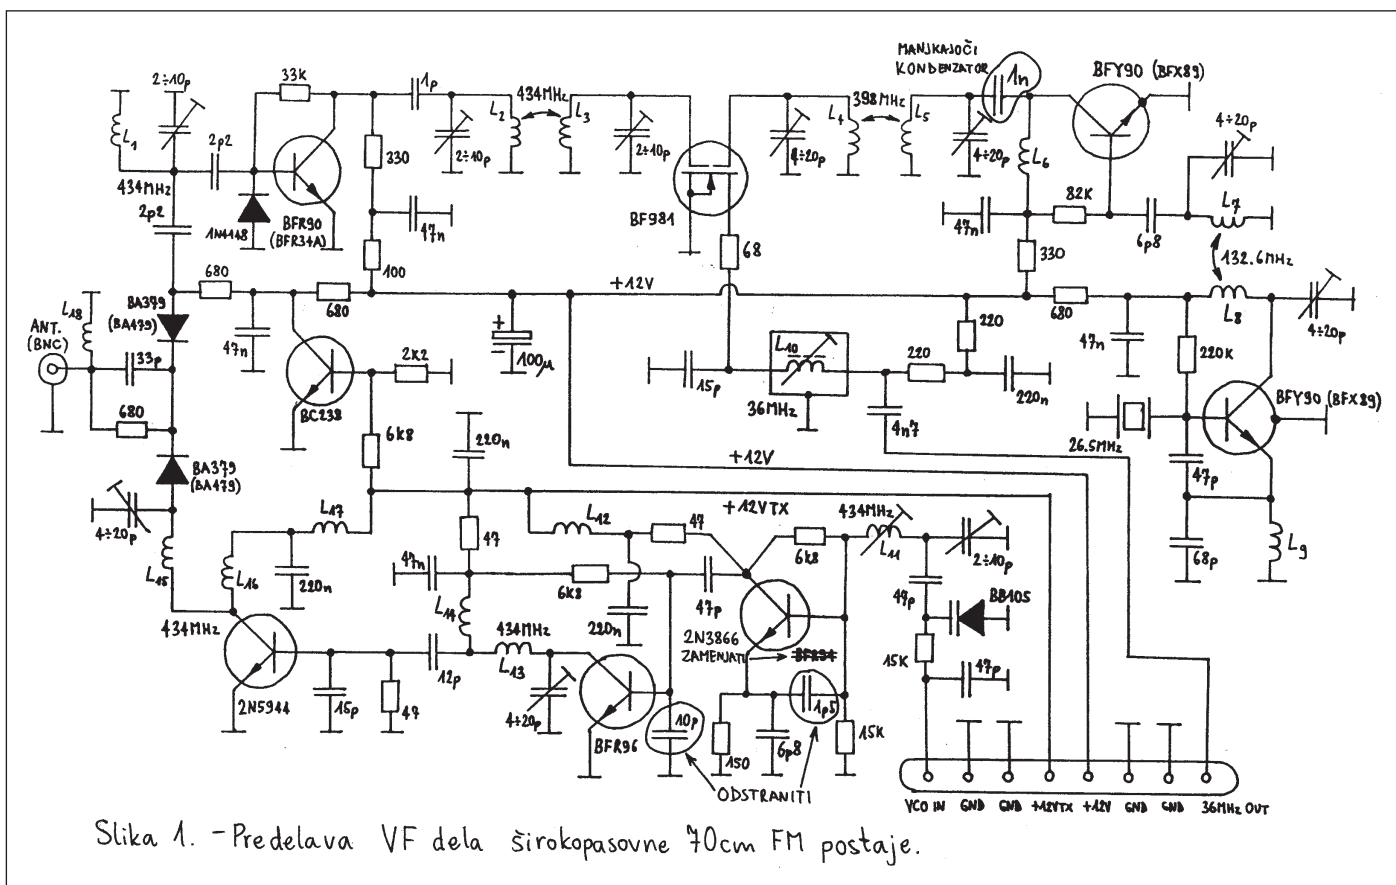 MANJKAJOČI
KONDENZATOR
1n
BFY90 (BFX89)
2÷10p
33K
1p
434MHz
398MHz
4÷20p
L1
2p2
L2
L3
L4
L5
330
2÷10p
2÷10p
4÷20p
4÷20p
L6
434MHz
BFR90
(BFR34A)
1N4148
47n
BF981
82K
L7
2p2
47n
6p8
100
68
330
132.6MHz
680
+12V
680
680
L8
L18
BA379
(BA479)
4÷20p
ANT.
(BNC)
47n
+
-
100µ
L10
220
47n
220K
33p
2K2
15p
220
BC238
36MHz
220n
BFY90 (BFX89)
680
6K8
220n
4n7
26.5MHz
BA379
(BA479)
+12V
47p
L17
+12VTX
434MHz
4÷20p
L12
47
6K8
L11
2÷10p
68p
L9
47
47n
L15
L16
220n
6K8
47p
47p
BB105
L14
220n
434MHz
434MHz
2N3866
ZAMENJATI
BFR34
15K
47p
L13
12p
2N5944
15p
47
4÷20p
BFR96
10p
150
6p8
1p5
15K
ODSTRANITI
VCO IN
GND
GND
+12VTX
+12V
GND
GND
36MHz OUT
Slika 1. - Predelava VF dela širokopasovne 70cm FM postaje.